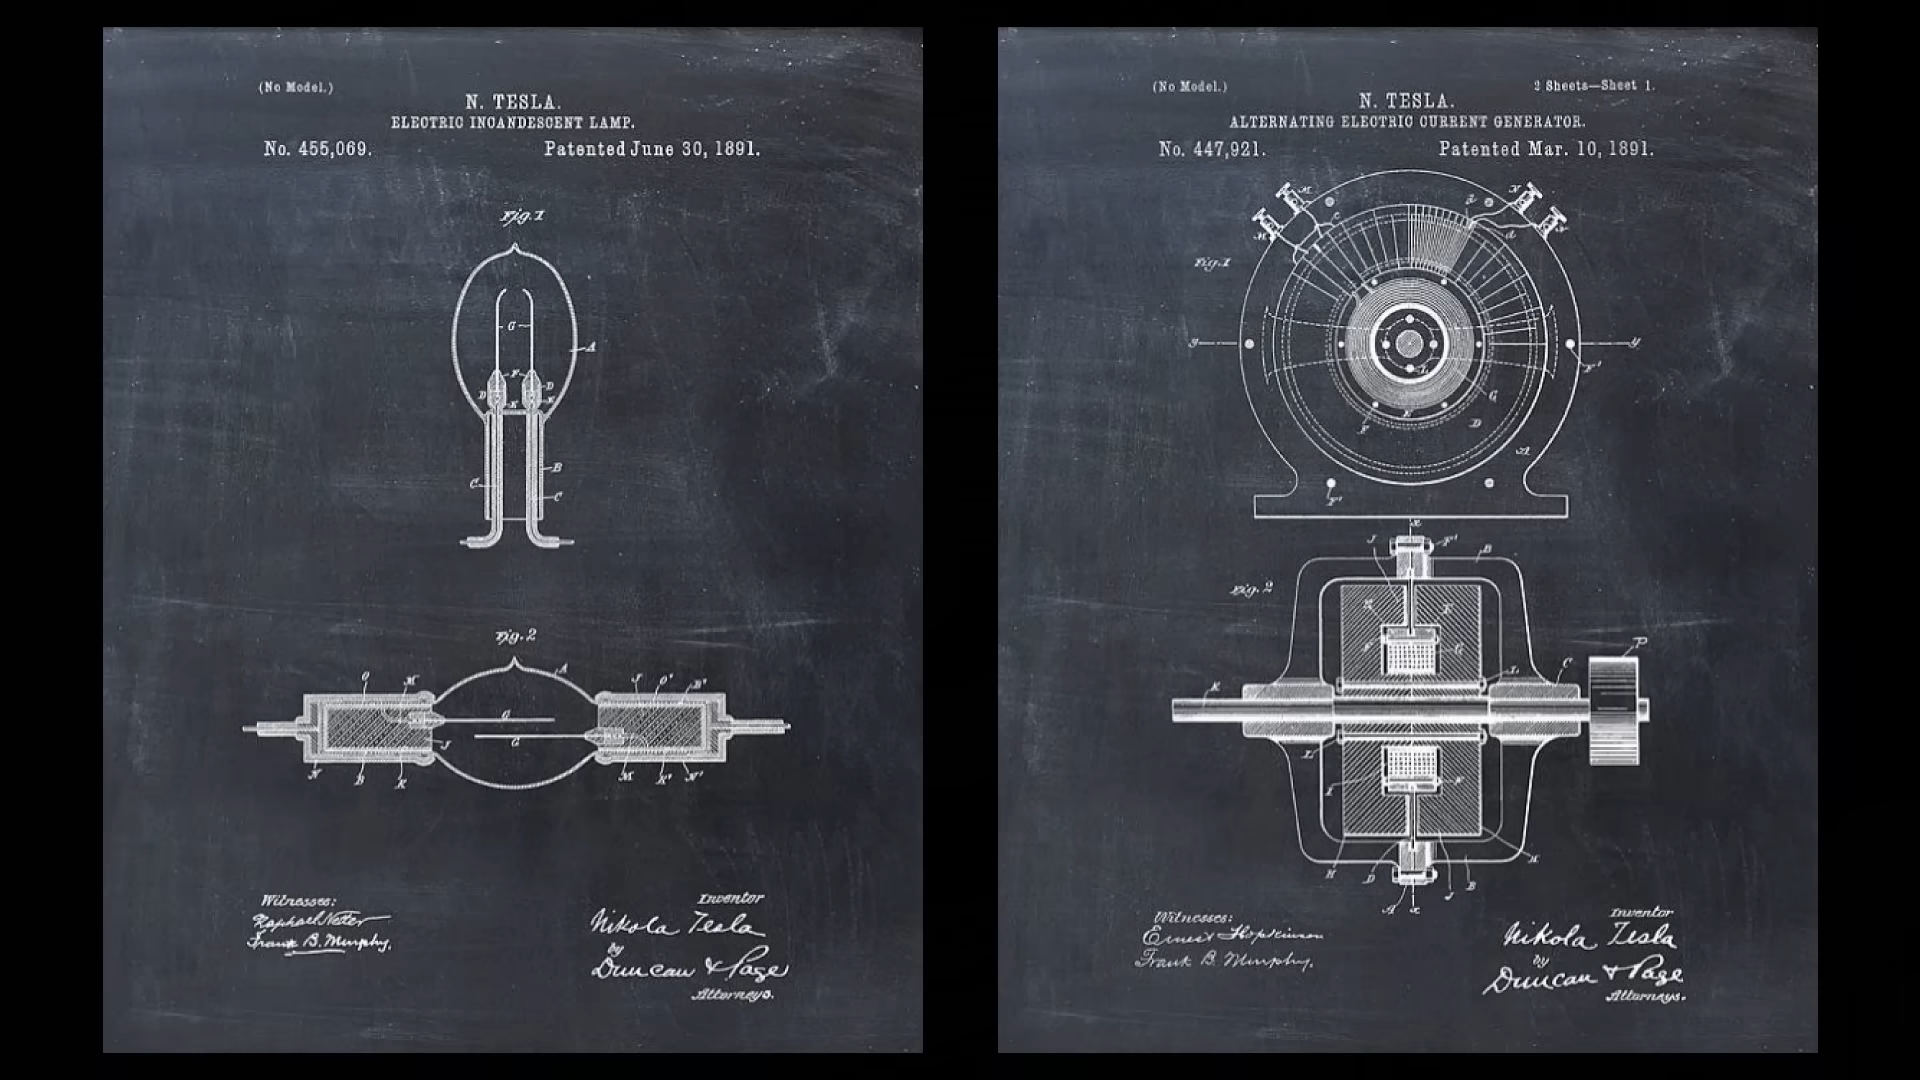 (No Model.)
N. TESLA.
ELECTRIC INCANDESCENT LAMP.
No. 455,069.
Patented June 30, 1891.
Fig. 1
G
A
F
D
D
K
B
C
C
Fig. 2
O
M
A
J
O'
B'
G
G
J
N
B
K
M
K'
N'
Witnesses:
Raphael Netter
Frank B. Murphy.
Inventor
Nikola Tesla
by
Duncan & Page
Attorneys.
(No Model.)
2 Sheets—Sheet 1.
N. TESLA.
ALTERNATING ELECTRIC CURRENT GENERATOR.
No. 447,921.
Patented Mar. 10, 1891.
M
N
M
N
c
d
d
Fig. 1
y
y
F'
L
G
E
F
D
A
F'
x
J
F'
B
Fig. 2
E
F
G
L
C
P
K
L
I
F
H
D
J
B
A
x
Witnesses:
Ernest Hopkinson
Frank B. Murphy.
Inventor
Nikola Tesla
by
Duncan & Page
Attorneys.